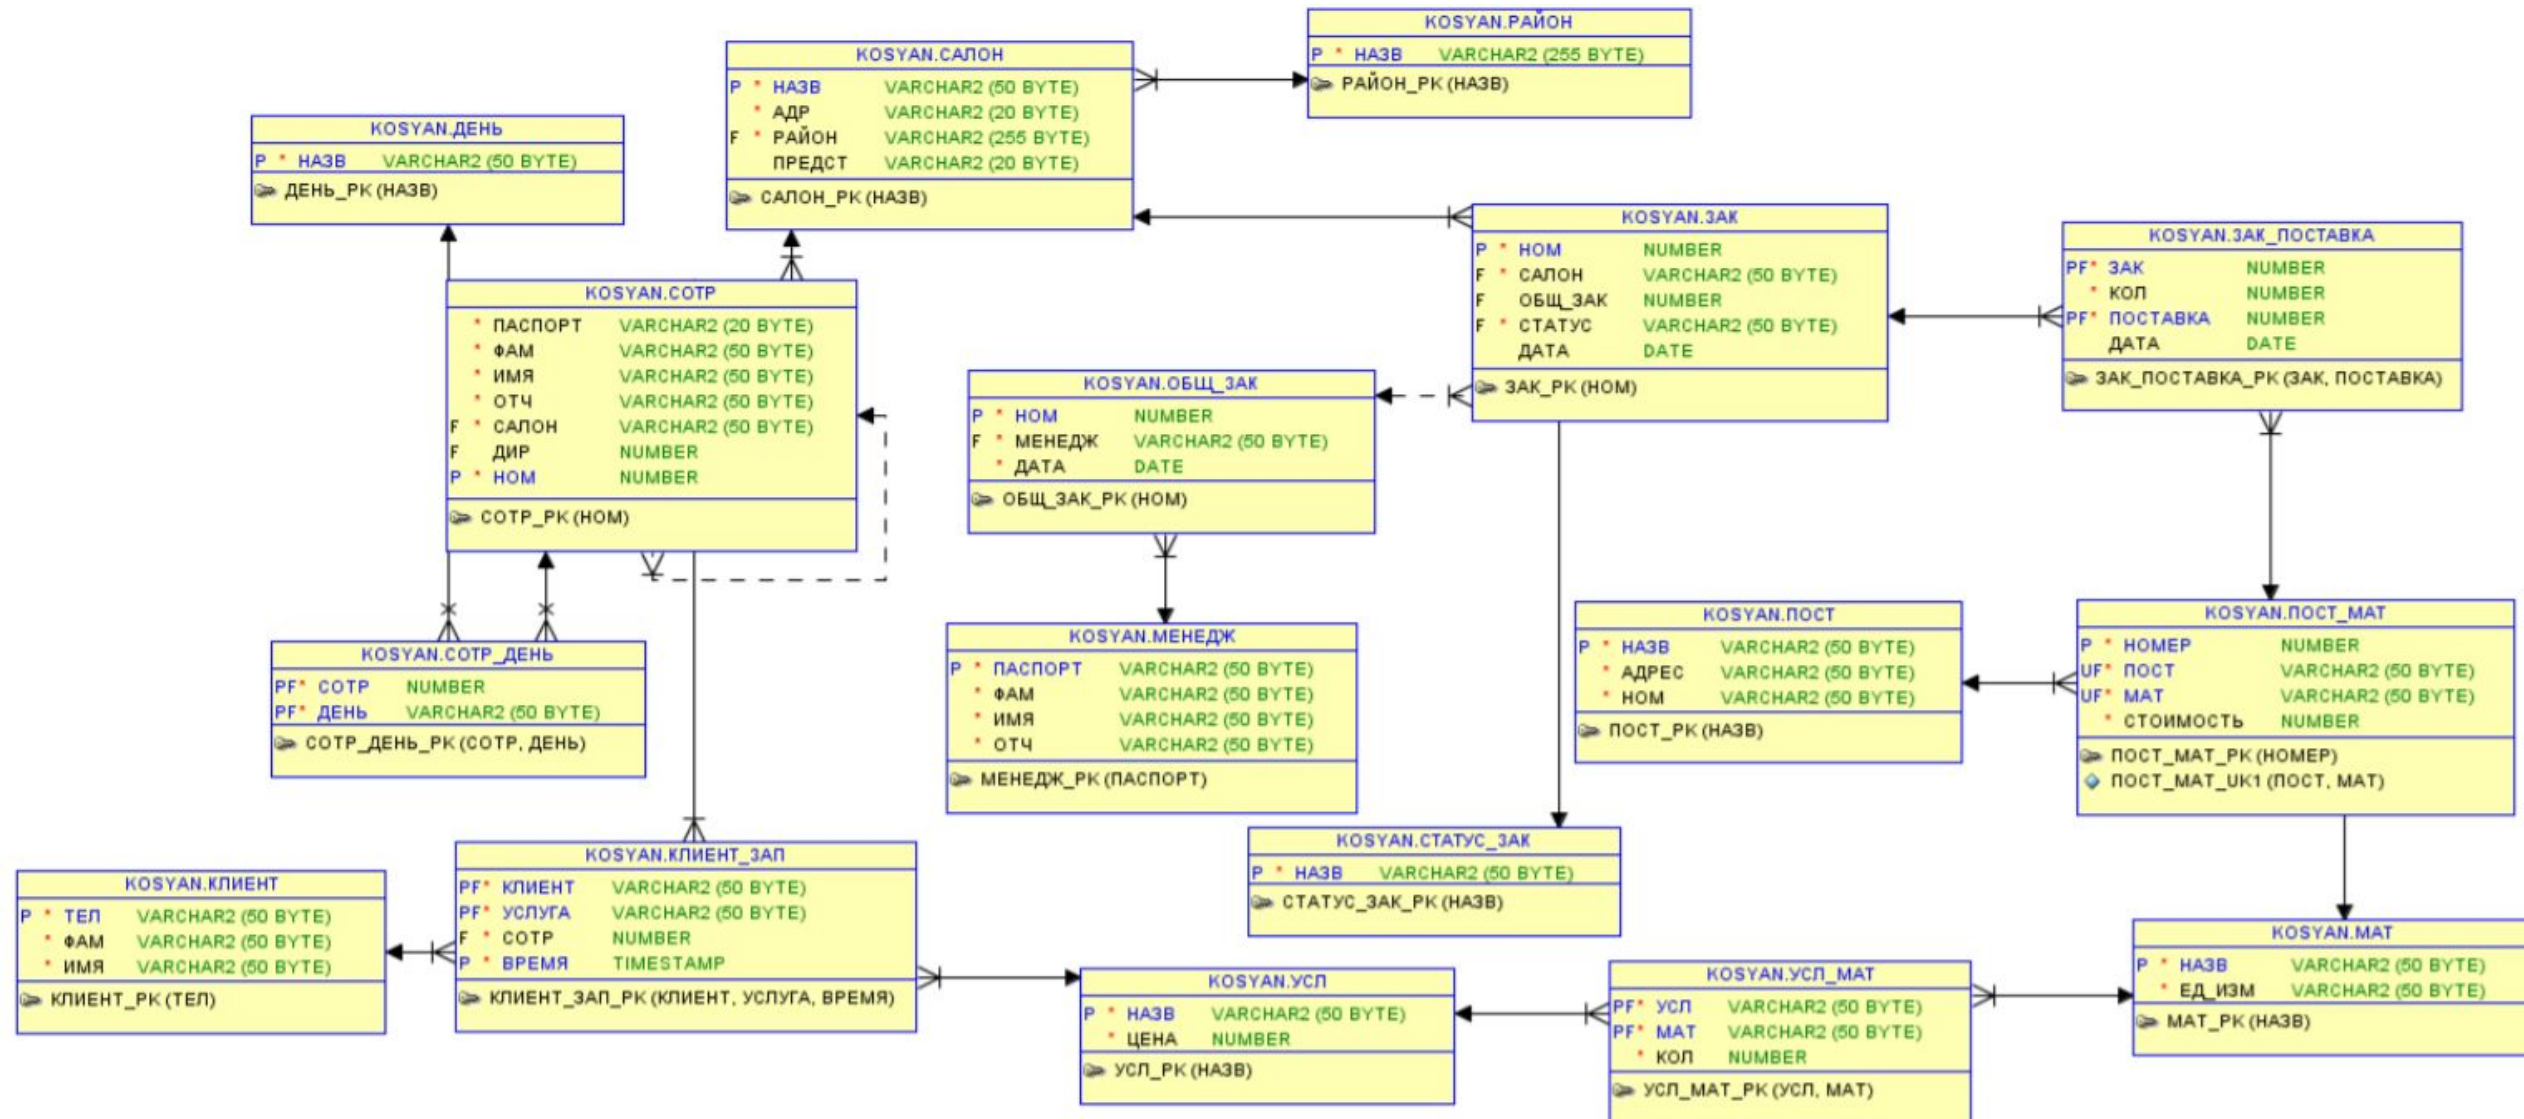 KOSYAN.РАЙОН
P * НАЗВ VARCHAR2 (255 BYTE)
РАЙОН_PK (НАЗВ)
KOSYAN.САЛОН
P * НАЗВ VARCHAR2 (50 BYTE)
* АДР VARCHAR2 (20 BYTE)
F * РАЙОН VARCHAR2 (255 BYTE)
ПРЕДСТ VARCHAR2 (20 BYTE)
САЛОН_PK (НАЗВ)
KOSYAN.ДЕНЬ
P * НАЗВ VARCHAR2 (50 BYTE)
ДЕНЬ_PK (НАЗВ)
KOSYAN.ЗАК
P * НОМ NUMBER
F * САЛОН VARCHAR2 (50 BYTE)
F ОБЩ_ЗАК NUMBER
F * СТАТУС VARCHAR2 (50 BYTE)
ДАТА DATE
ЗАК_PK (НОМ)
KOSYAN.ЗАК_ПОСТАВКА
PF* ЗАК NUMBER
* КОЛ NUMBER
PF* ПОСТАВКА NUMBER
ДАТА DATE
ЗАК_ПОСТАВКА_PK (ЗАК, ПОСТАВКА)
KOSYAN.СОТР
* ПАСПОРТ VARCHAR2 (20 BYTE)
* ФАМ VARCHAR2 (50 BYTE)
* ИМЯ VARCHAR2 (50 BYTE)
* ОТЧ VARCHAR2 (50 BYTE)
F * САЛОН VARCHAR2 (50 BYTE)
F ДИР NUMBER
P * НОМ NUMBER
СОТР_PK (НОМ)
KOSYAN.ОБЩ_ЗАК
P * НОМ NUMBER
F * МЕНЕДЖ VARCHAR2 (50 BYTE)
* ДАТА DATE
ОБЩ_ЗАК_PK (НОМ)
KOSYAN.СОТР_ДЕНЬ
PF* СОТР NUMBER
PF* ДЕНЬ VARCHAR2 (50 BYTE)
СОТР_ДЕНЬ_PK (СОТР, ДЕНЬ)
KOSYAN.МЕНЕДЖ
P * ПАСПОРТ VARCHAR2 (50 BYTE)
* ФАМ VARCHAR2 (50 BYTE)
* ИМЯ VARCHAR2 (50 BYTE)
* ОТЧ VARCHAR2 (50 BYTE)
МЕНЕДЖ_PK (ПАСПОРТ)
KOSYAN.ПОСТ
P * НАЗВ VARCHAR2 (50 BYTE)
* АДРЕС VARCHAR2 (50 BYTE)
* НОМ VARCHAR2 (50 BYTE)
ПОСТ_PK (НАЗВ)
KOSYAN.ПОСТ_МАТ
P * НОМЕР NUMBER
UF* ПОСТ VARCHAR2 (50 BYTE)
UF* МАТ VARCHAR2 (50 BYTE)
* СТОИМОСТЬ NUMBER
ПОСТ_МАТ_PK (НОМЕР)
ПОСТ_МАТ_UK1 (ПОСТ, МАТ)
KOSYAN.КЛИЕНТ
P * ТЕЛ VARCHAR2 (50 BYTE)
* ФАМ VARCHAR2 (50 BYTE)
* ИМЯ VARCHAR2 (50 BYTE)
КЛИЕНТ_PK (ТЕЛ)
KOSYAN.КЛИЕНТ_ЗАП
PF* КЛИЕНТ VARCHAR2 (50 BYTE)
PF* УСЛУГА VARCHAR2 (50 BYTE)
F * СОТР NUMBER
P * ВРЕМЯ TIMESTAMP
КЛИЕНТ_ЗАП_PK (КЛИЕНТ, УСЛУГА, ВРЕМЯ)
KOSYAN.СТАТУС_ЗАК
P * НАЗВ VARCHAR2 (50 BYTE)
СТАТУС_ЗАК_PK (НАЗВ)
KOSYAN.УСЛ
P * НАЗВ VARCHAR2 (50 BYTE)
* ЦЕНА NUMBER
УСЛ_PK (НАЗВ)
KOSYAN.УСЛ_МАТ
PF* УСЛ VARCHAR2 (50 BYTE)
PF* МАТ VARCHAR2 (50 BYTE)
* КОЛ NUMBER
УСЛ_МАТ_PK (УСЛ, МАТ)
KOSYAN.МАТ
P * НАЗВ VARCHAR2 (50 BYTE)
* ЕД_ИЗМ VARCHAR2 (50 BYTE)
МАТ_PK (НАЗВ)